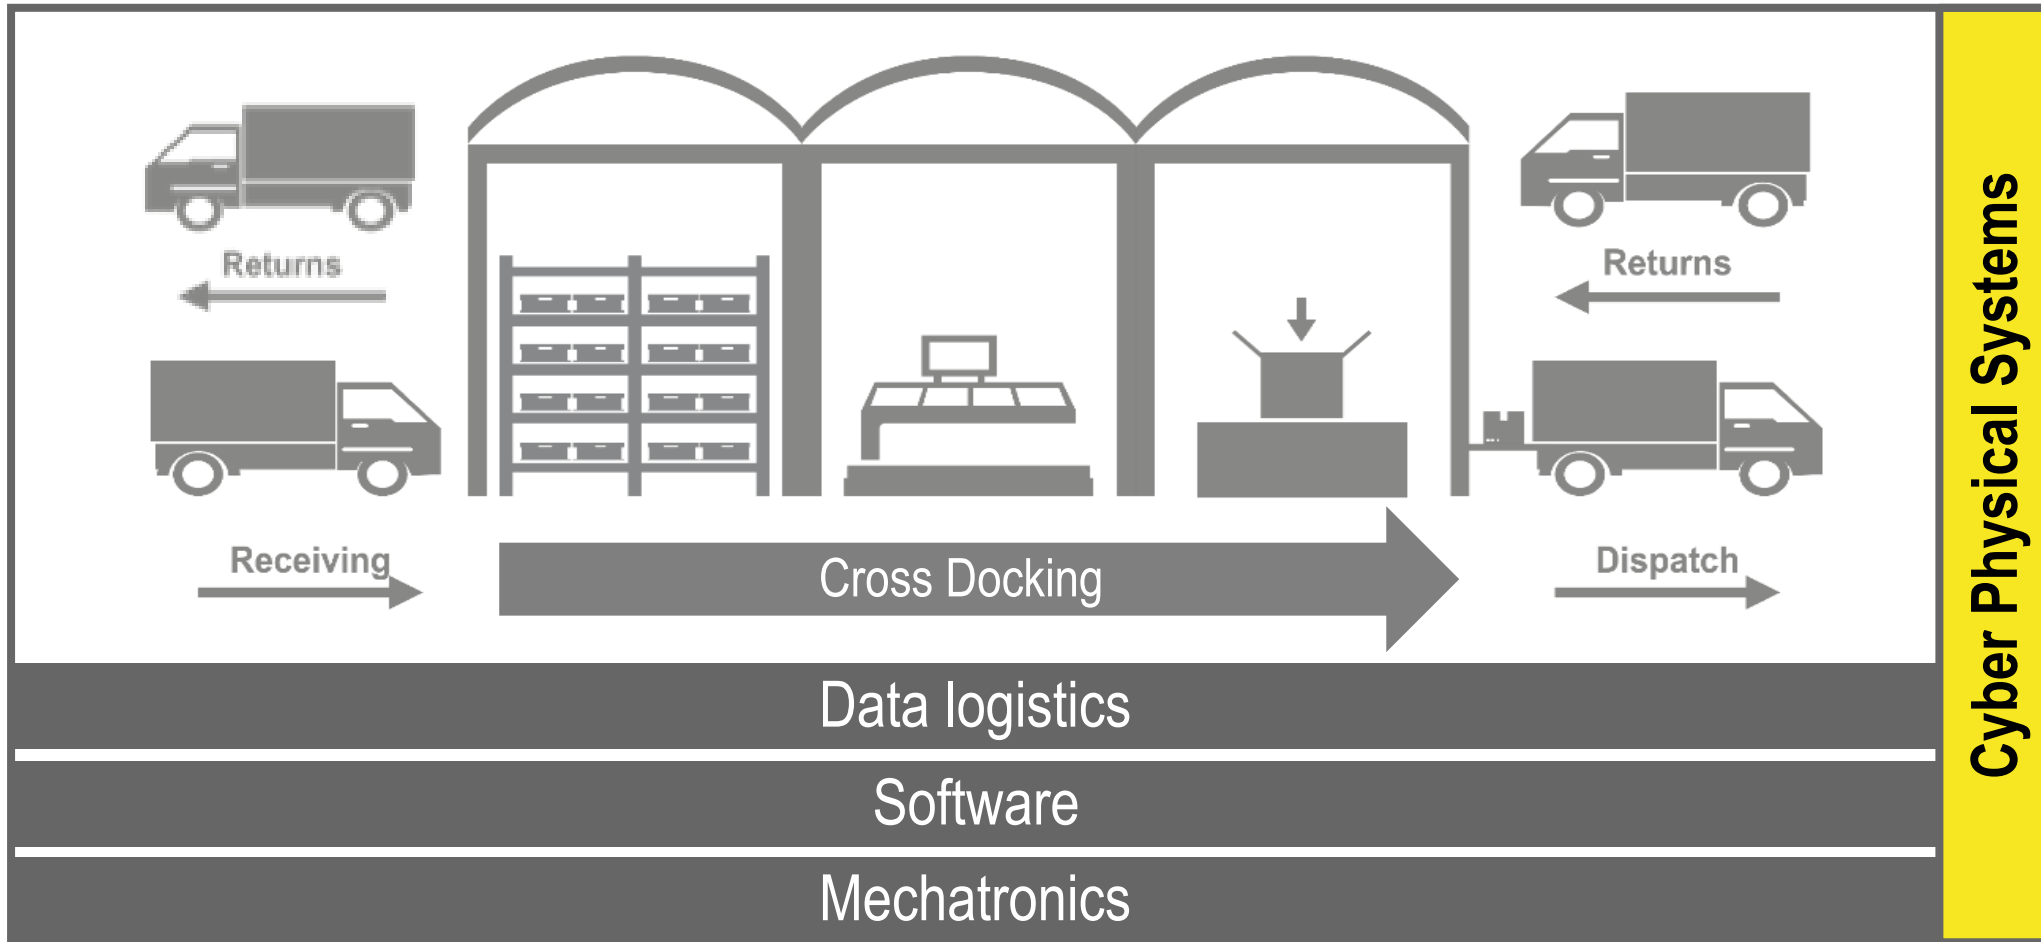 Returns
Returns
Receiving
Cross Docking
Dispatch
Data logistics
Software
Mechatronics
Cyber Physical Systems